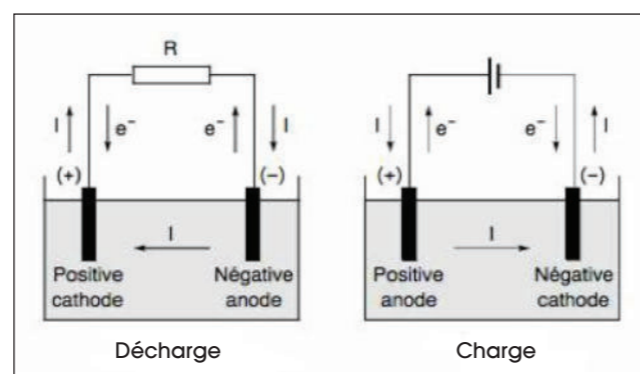 R
I
e⁻
e⁻
I
(+)
(−)
I
Positive
cathode
Négative
anode
Décharge
I
e⁻
e⁻
I
(+)
(−)
I
Positive
anode
Négative
cathode
Charge